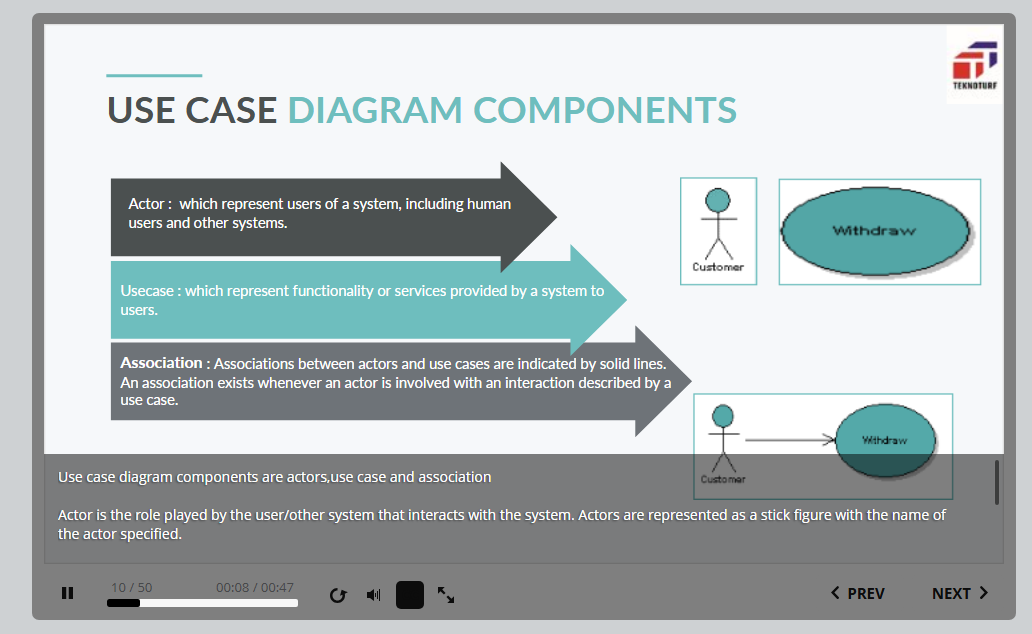 TEKNOTURF
USE CASE DIAGRAM COMPONENTS
Actor : which represent users of a system, including human
users and other systems.
Customer
Withdraw
Usecase : which represent functionality or services provided by a system to
users.
Association : Associations between actors and use cases are indicated by solid lines.
An association exists whenever an actor is involved with an interaction described by a
use case.
Withdraw
Customer
Use case diagram components are actors,use case and association
Actor is the role played by the user/other system that interacts with the system. Actors are represented as a stick figure with the name of
the actor specified.
10 / 50
00:08 / 00:47
PREV
NEXT